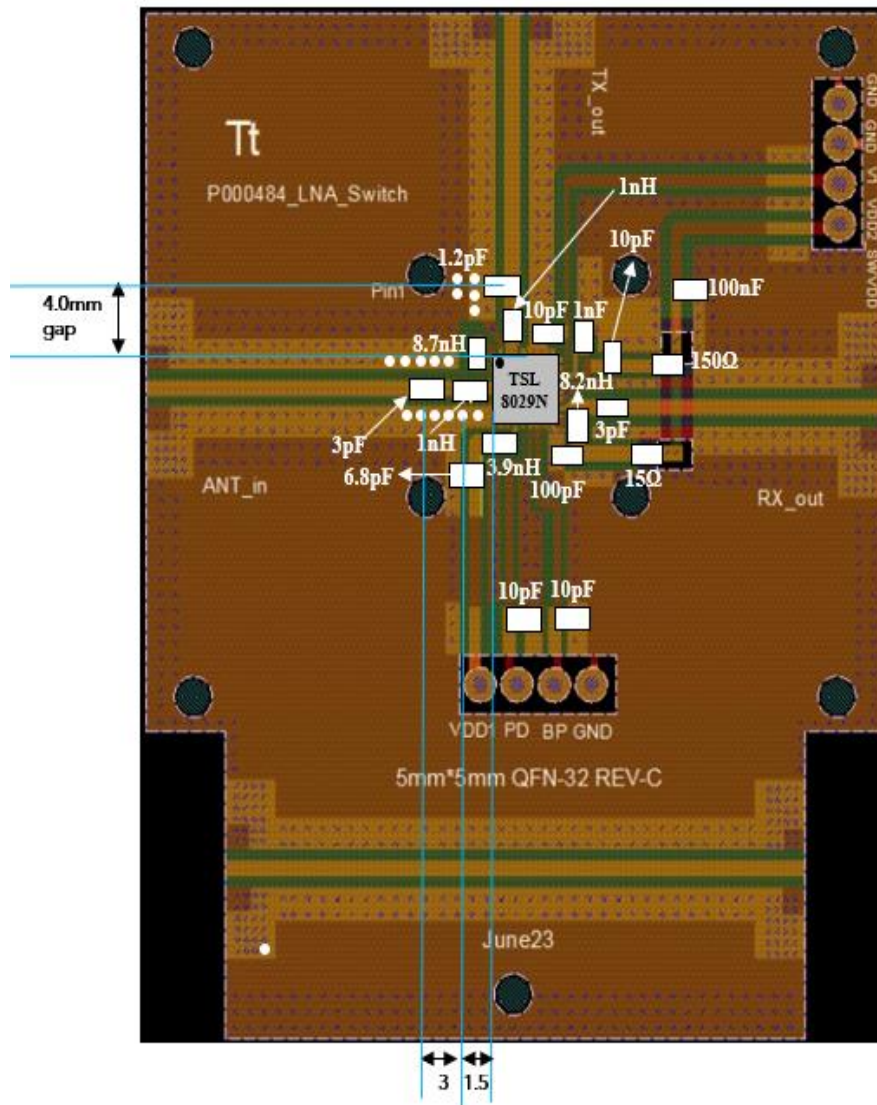 TX_out
GND
GND
V1
VDD2
SWVDD
Tt
P000484_LNA_Switch
1nH
10pF
1.2pF
Pin1
4.0mm
gap
100nF
10pF
1nF
8.7nH
TSL
8029N
8.2nH
150Ω
3pF
1nH
3pF
6.8pF
3.9nH
100pF
15Ω
ANT_in
RX_out
10pF
10pF
VDD1
PD
BP
GND
5mm*5mm QFN-32 REV-C
June23
3
1.5